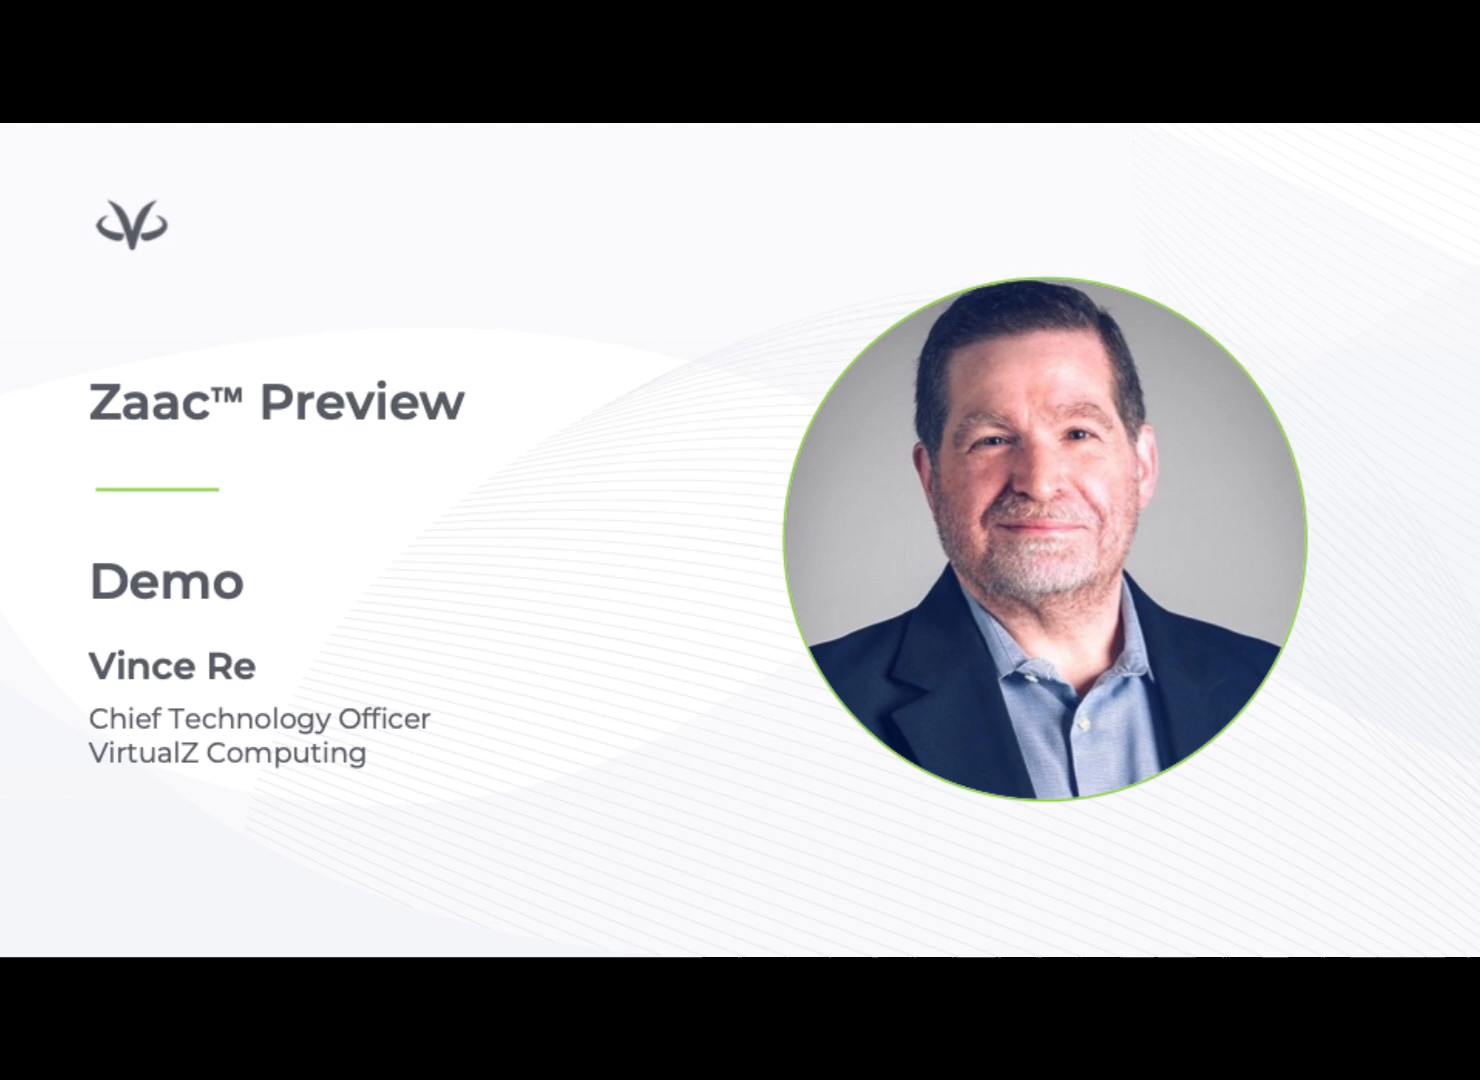 Zaac™ Preview
Demo
Vince Re
Chief Technology Officer
VirtualZ Computing